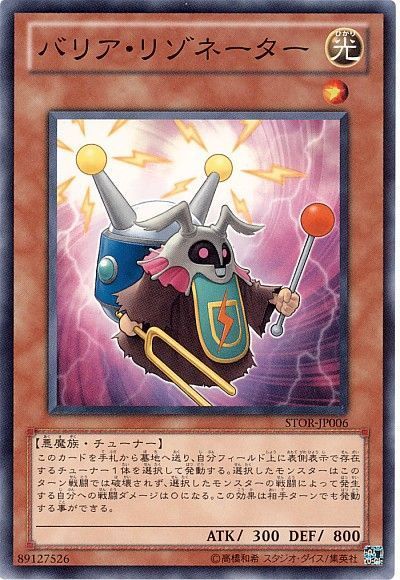 バリア・リゾネーター
光
ひかり
STOR-JP006
【悪魔族・チューナー】
このカードを手札から墓地へ送り、自分フィールド上に表側表示で存在
するチューナー1体を選択して発動する。選択したモンスターはこの
ターン戦闘では破壊されず、選択したモンスターの戦闘によって発生
する自分への戦闘ダメージは0になる。この効果は相手ターンでも発動
する事ができる。
ATK/ 300 DEF/ 800
89127526
©高橋和希 スタジオ・ダイス/集英社